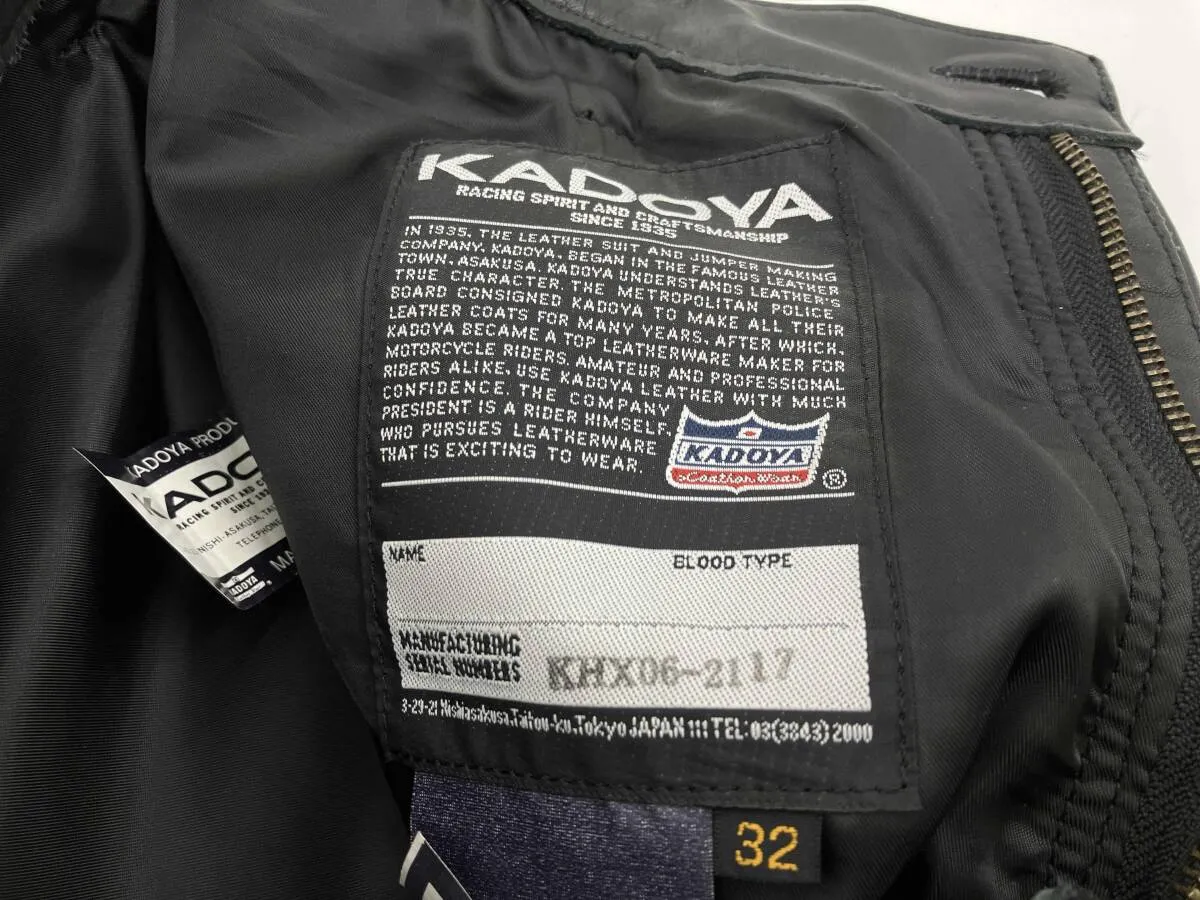 KADOYA
RACING SPIRIT AND CRAFTSMANSHIP
SINCE 1935
IN 1935, THE LEATHER SUIT AND JUMPER MAKING
COMPANY, KADOYA, BEGAN IN THE FAMOUS LEATHER
TOWN, ASAKUSA. KADOYA UNDERSTANDS LEATHER'S
TRUE CHARACTER. THE METROPOLITAN POLICE
BOARD CONSIGNED KADOYA TO MAKE ALL THEIR
LEATHER COATS FOR MANY YEARS. AFTER WHICH,
KADOYA BECAME A TOP LEATHERWARE MAKER FOR
MOTORCYCLE RIDERS. AMATEUR AND PROFESSIONAL
RIDERS ALIKE, USE KADOYA LEATHER WITH MUCH
CONFIDENCE. THE COMPANY
PRESIDENT IS A RIDER HIMSELF,
WHO PURSUES LEATHERWARE
THAT IS EXCITING TO WEAR.
KADOYA
Leather Wear
®
NAME BLOOD TYPE
MANUFACTURING
SERIAL NUMBERS KHX06-2117
3-29-21 Nishiasakusa,Taitou-ku,Tokyo JAPAN 111 TEL:03(3843)2000
32
KADOYA PRODU
KADO
RACING SPIRIT AND C
SINCE 193
NISHI-ASAKUSA, TAI
TELEPHONE
KADOYA
MA